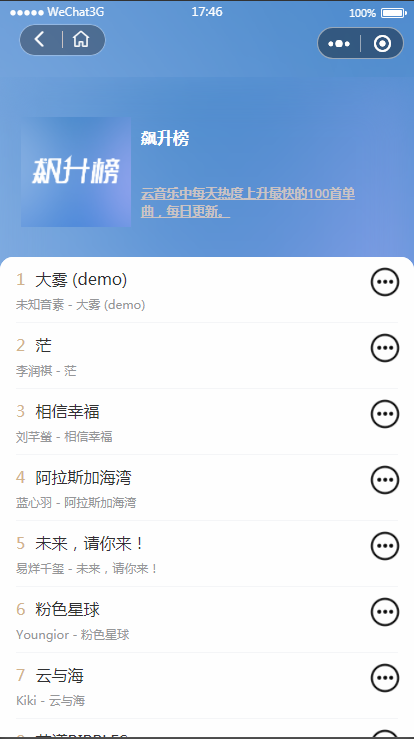 WeChat3G
17:46
100%
飙升榜
飙升榜
云音乐中每天热度上升最快的100首单
曲，每日更新。
1 大雾 (demo)
未知音素 - 大雾 (demo)
2 茫
李润祺 - 茫
3 相信幸福
刘芊螢 - 相信幸福
4 阿拉斯加海湾
蓝心羽 - 阿拉斯加海湾
5 未来，请你来！
易烊千玺 - 未来，请你来！
6 粉色星球
Youngior - 粉色星球
7 云与海
Kiki - 云与海